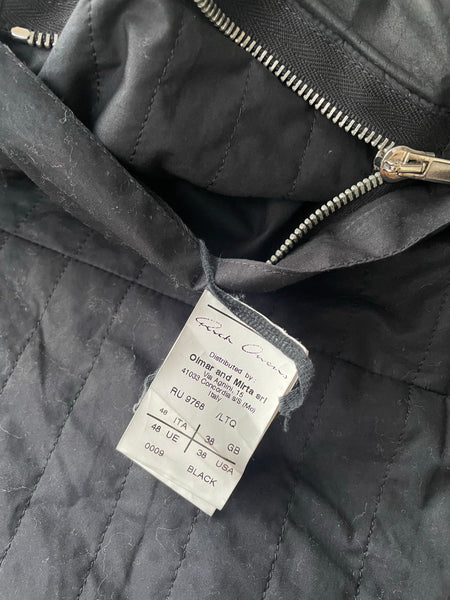 Rick Owens
Distributed by:
Olmar and Mirta srl
Via Agnini, 15
41033 Concordia s/s (Mo)
Italy
RU 9768 /LTQ
48 ITA 38 GB
48 UE 38 USA
0009 BLACK